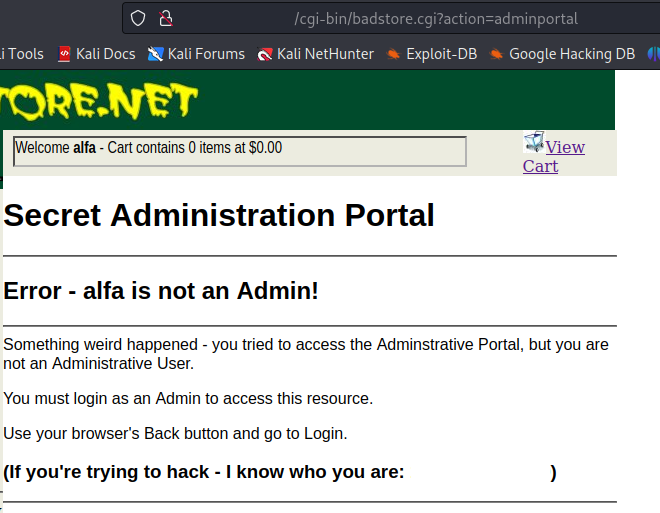 /cgi-bin/badstore.cgi?action=adminportal
Tools Kali Docs Kali Forums Kali NetHunter Exploit-DB Google Hacking DB
TORE.NET
Welcome alfa - Cart contains 0 items at $0.00
View
Cart
Secret Administration Portal
Error - alfa is not an Admin!
Something weird happened - you tried to access the Adminstrative Portal, but you are
not an Administrative User.
You must login as an Admin to access this resource.
Use your browser's Back button and go to Login.
(If you're trying to hack - I know who you are: )